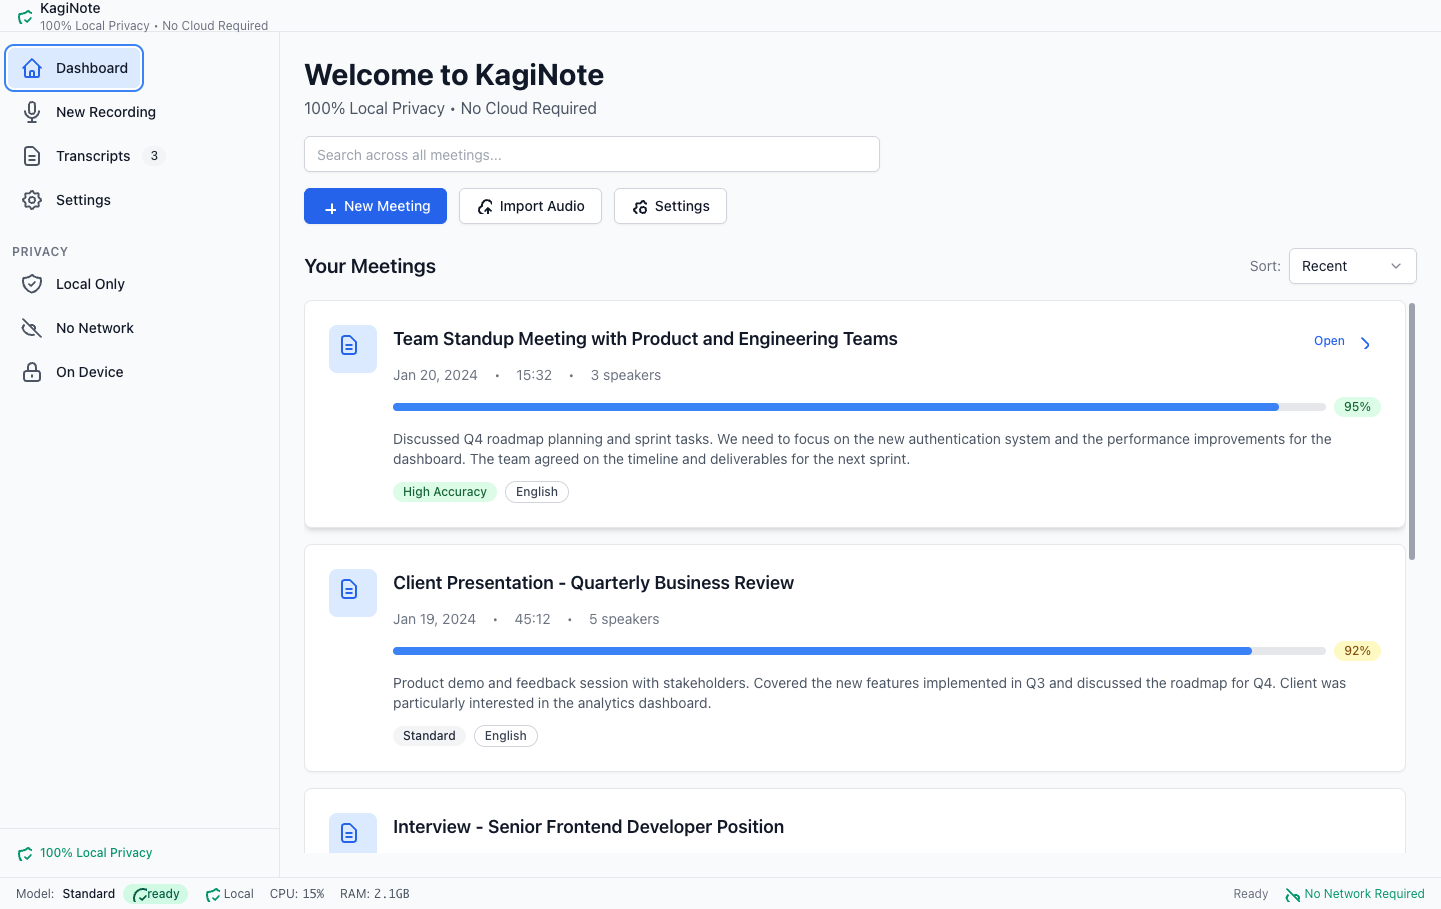 KagiNote
100% Local Privacy • No Cloud Required
Dashboard
New Recording
Transcripts 3
Settings
PRIVACY
Local Only
No Network
On Device
100% Local Privacy
Welcome to KagiNote
100% Local Privacy • No Cloud Required
Search across all meetings...
New Meeting
Import Audio
Settings
Your Meetings
Sort: Recent
Team Standup Meeting with Product and Engineering Teams
Open
Jan 20, 2024 • 15:32 • 3 speakers
95%
Discussed Q4 roadmap planning and sprint tasks. We need to focus on the new authentication system and the performance improvements for the
dashboard. The team agreed on the timeline and deliverables for the next sprint.
High Accuracy English
Client Presentation - Quarterly Business Review
Jan 19, 2024 • 45:12 • 5 speakers
92%
Product demo and feedback session with stakeholders. Covered the new features implemented in Q3 and discussed the roadmap for Q4. Client was
particularly interested in the analytics dashboard.
Standard English
Interview - Senior Frontend Developer Position
Model: Standard ready Local CPU: 15% RAM: 2.1GB
Ready No Network Required